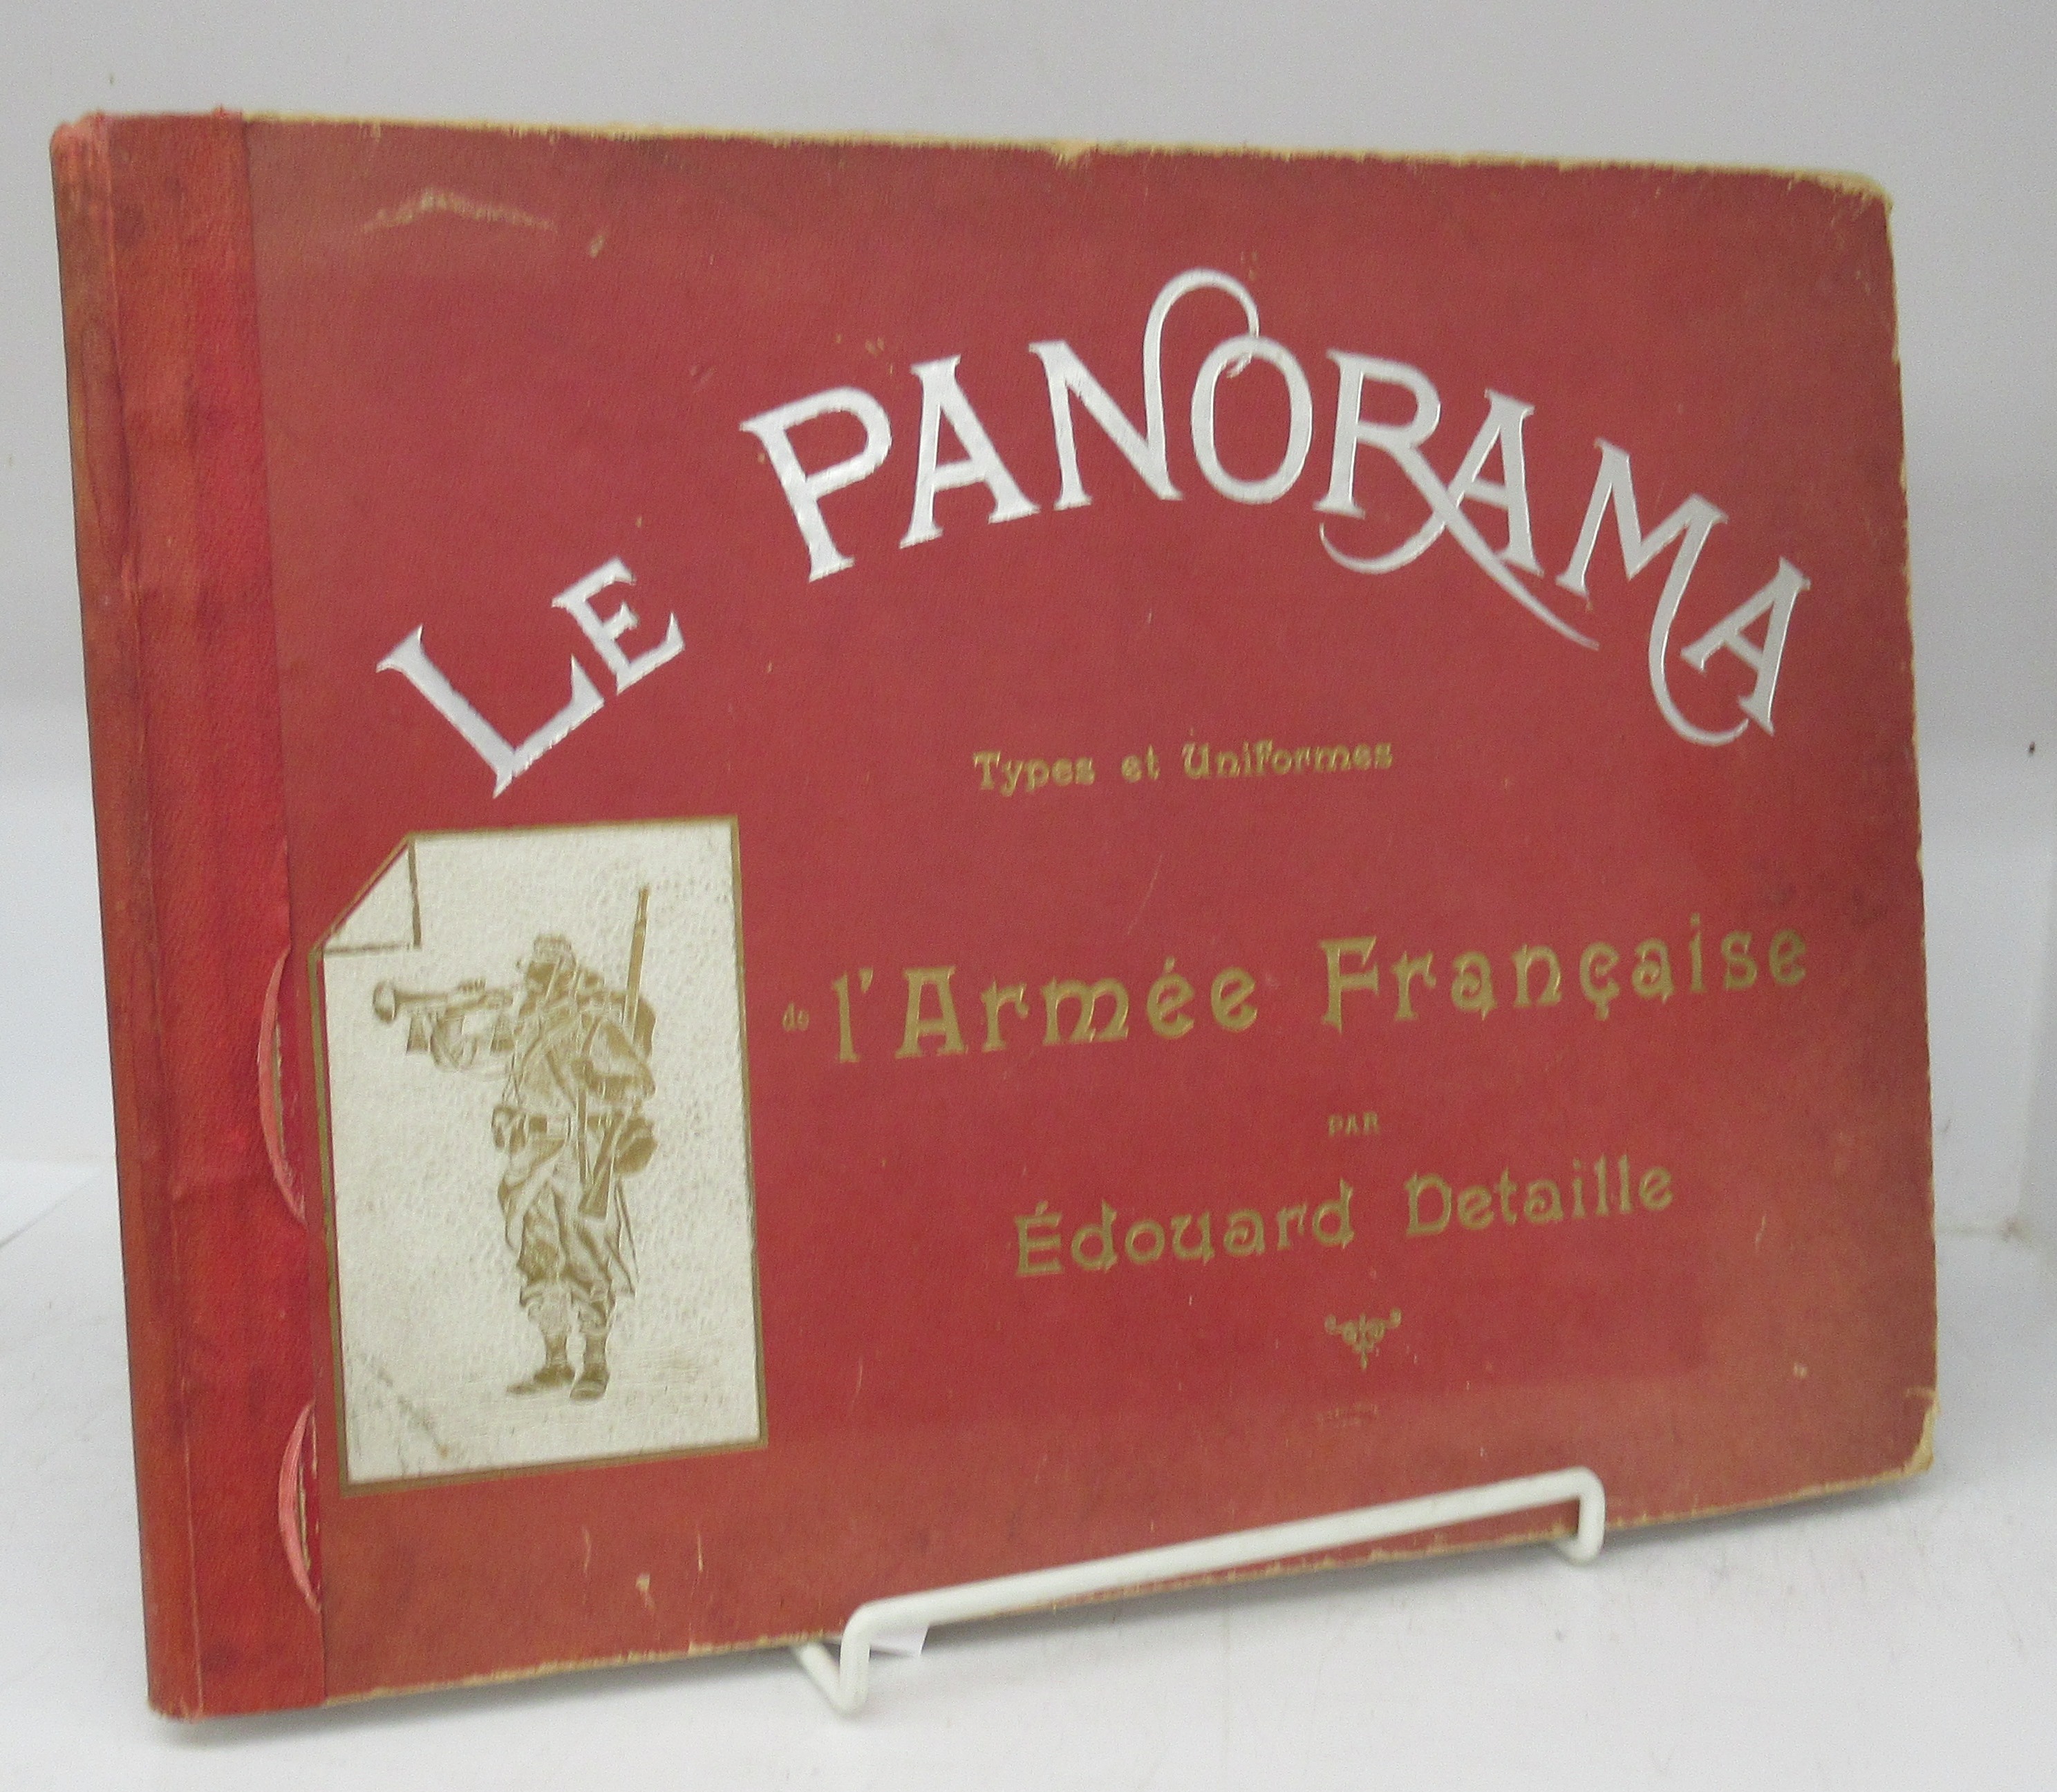 LE PANORAMA
Types et Uniformes
de l'Armée Française
PAR
Édouard Detaille